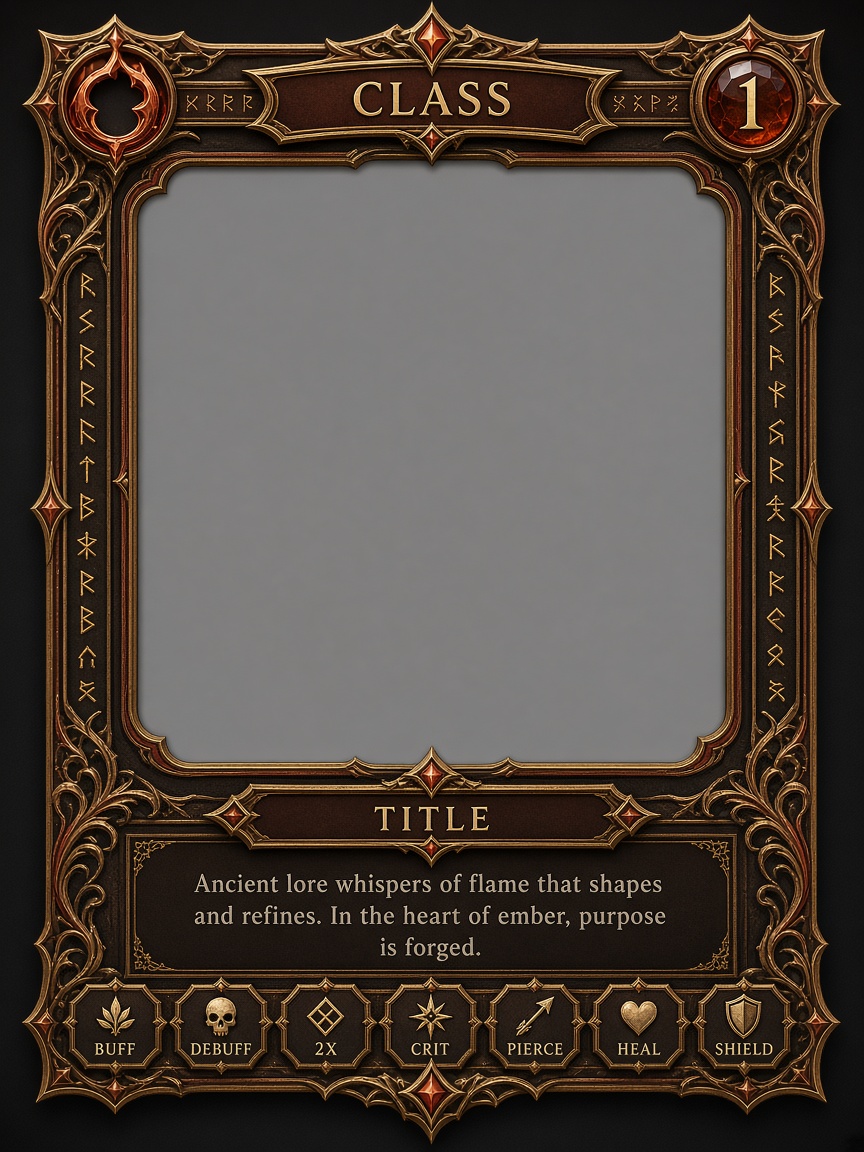 CLASS
1
TITLE
Ancient lore whispers of flame that shapes
and refines. In the heart of ember, purpose
is forged.
BUFF
DEBUFF
2X
CRIT
PIERCE
HEAL
SHIELD